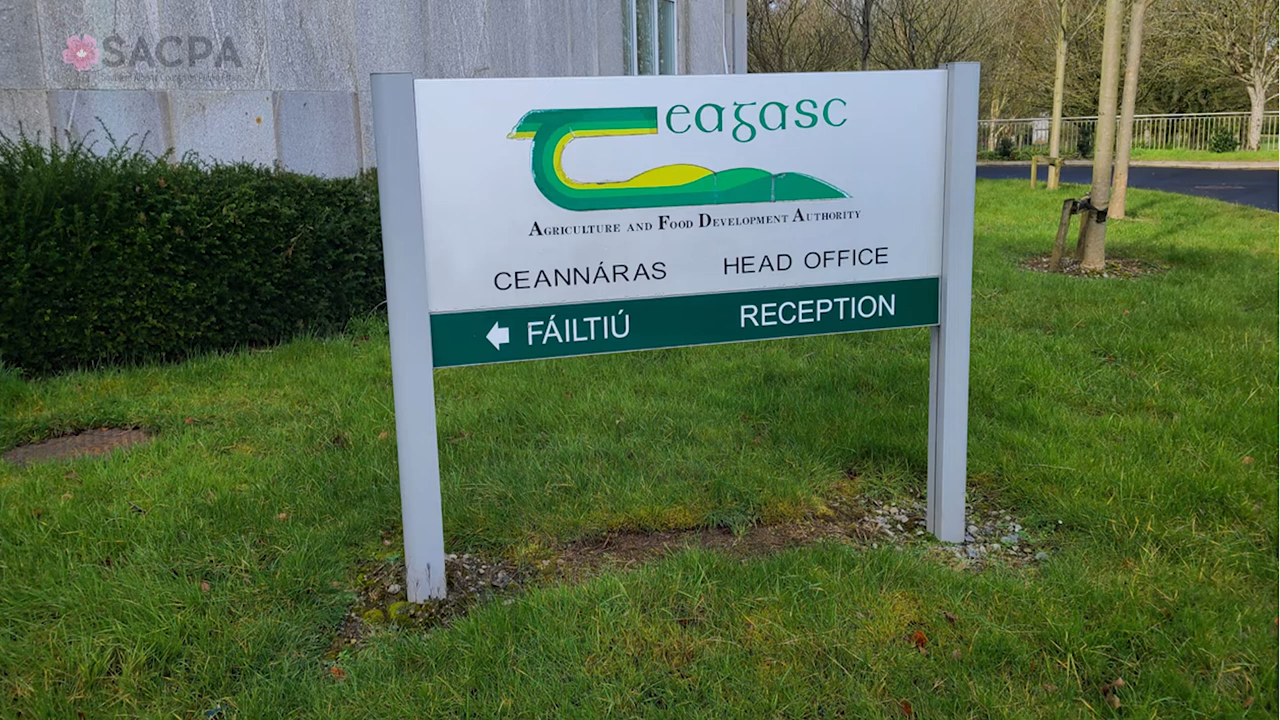 SACPA
Teagasc
AGRICULTURE AND FOOD DEVELOPMENT AUTHORITY
CEANNÁRAS HEAD OFFICE
FÁILTIÚ RECEPTION